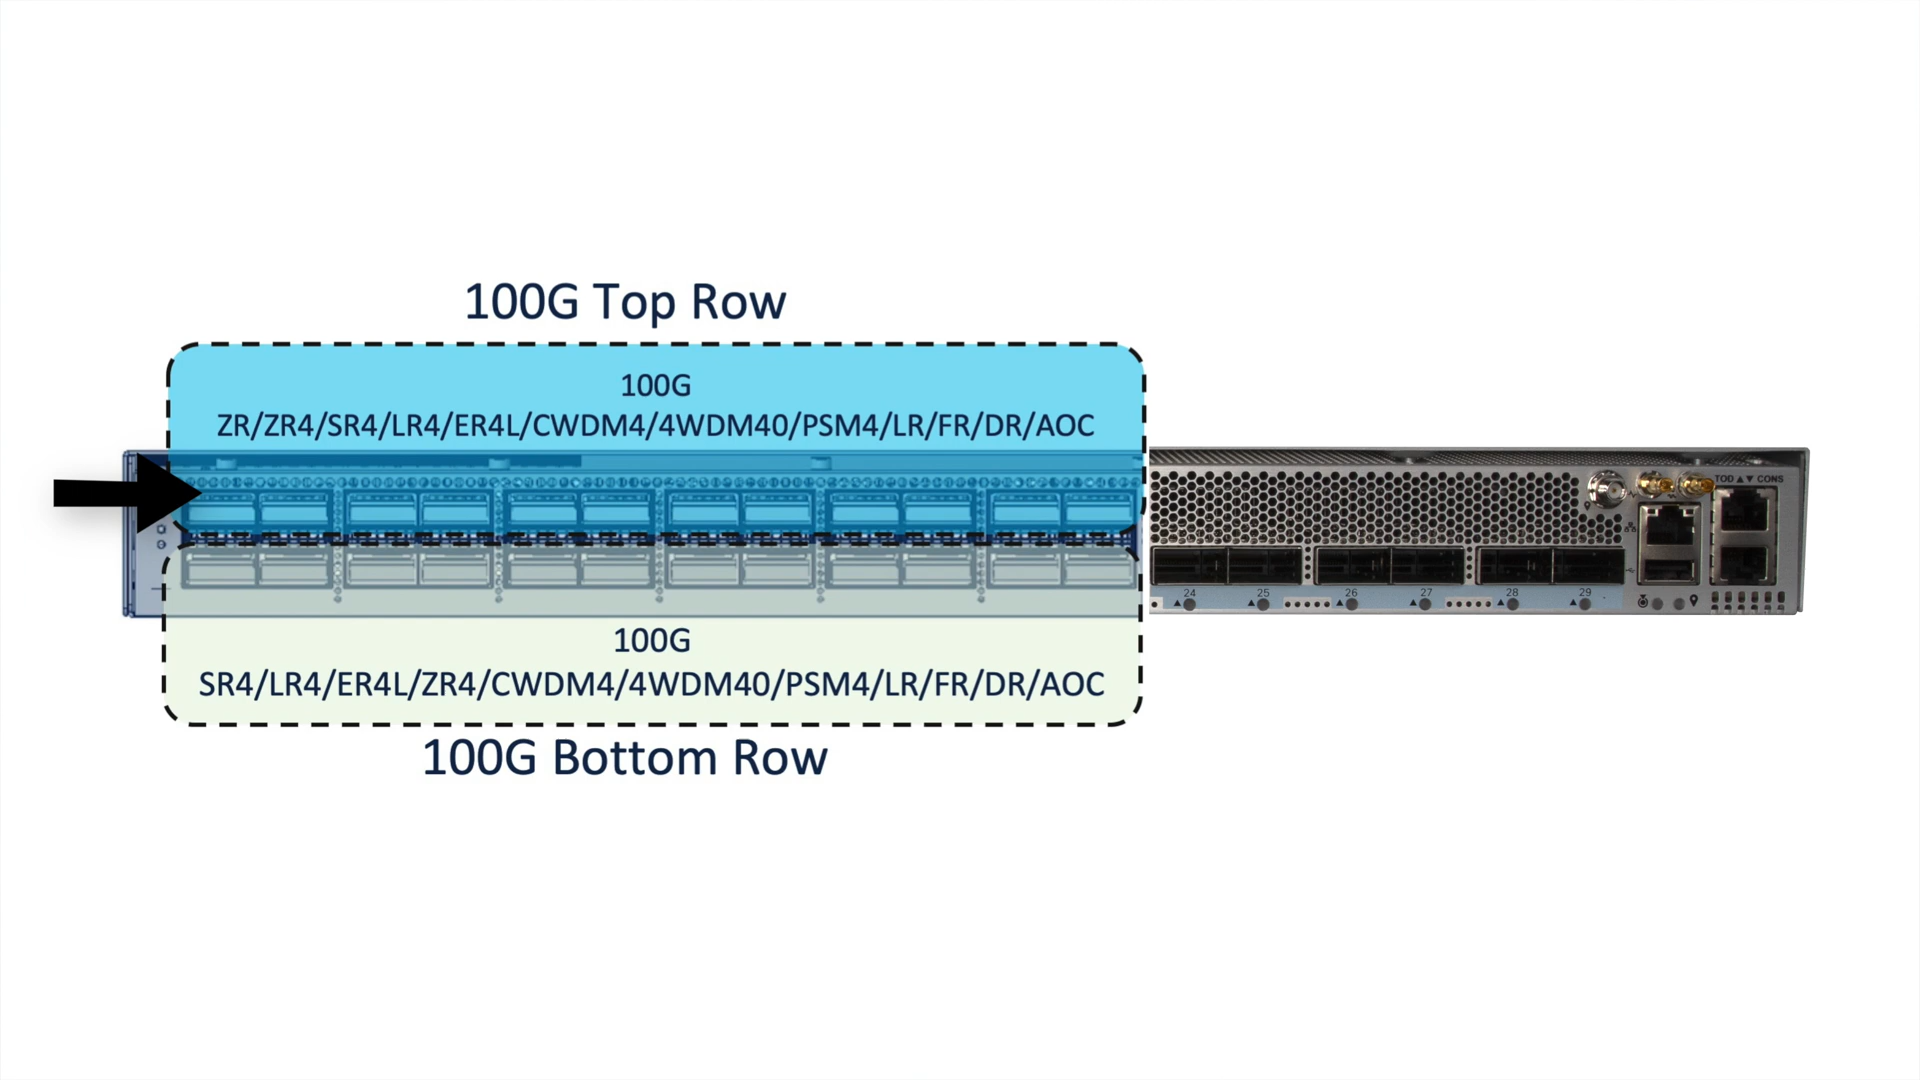 100G Top Row
100G
ZR/ZR4/SR4/LR4/ER4L/CWDM4/4WDM40/PSM4/LR/FR/DR/AOC
TOD ▲▼ CONS
24 25 26 27 28 29
100G
SR4/LR4/ER4L/ZR4/CWDM4/4WDM40/PSM4/LR/FR/DR/AOC
100G Bottom Row